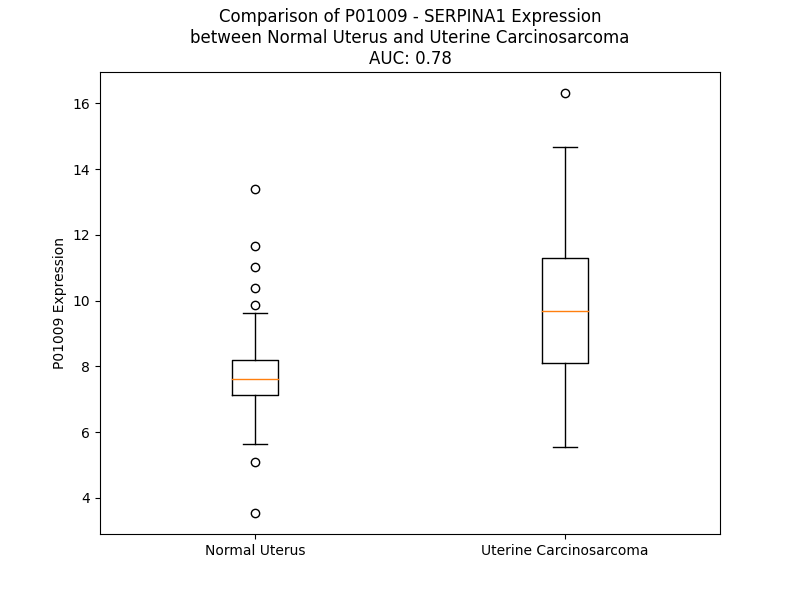 Comparison of P01009 - SERPINA1 Expression
between Normal Uterus and Uterine Carcinosarcoma
AUC: 0.78
P01009 Expression
16
14
12
10
8
6
4
Normal Uterus
Uterine Carcinosarcoma